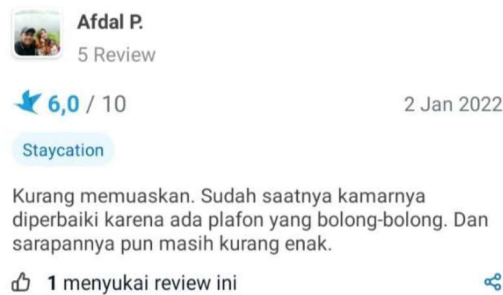 Afdal P.
5 Review
6,0 / 10
2 Jan 2022
Staycation
Kurang memuaskan. Sudah saatnya kamarnya
diperbaiki karena ada plafon yang bolong-bolong. Dan
sarapannya pun masih kurang enak.
1 menyukai review ini